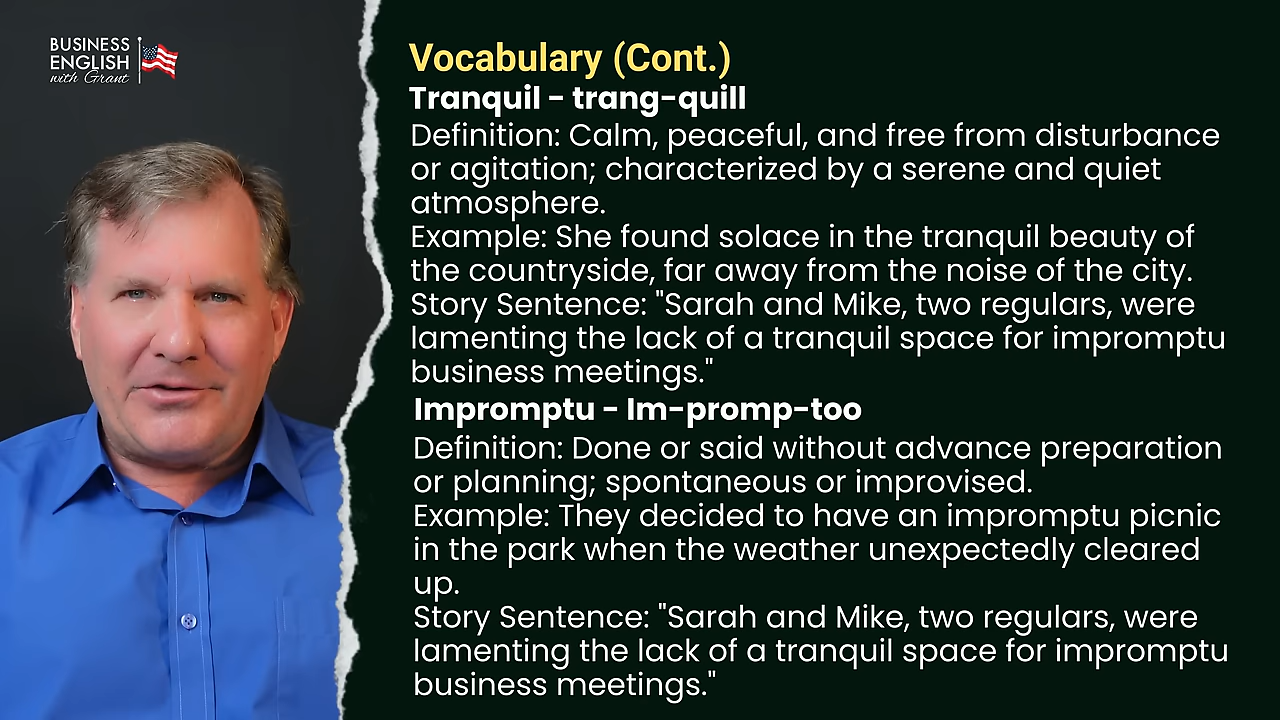 BUSINESS
ENGLISH
with Grant
Vocabulary (Cont.)
Tranquil - trang-quill
Definition: Calm, peaceful, and free from disturbance
or agitation; characterized by a serene and quiet
atmosphere.
Example: She found solace in the tranquil beauty of
the countryside, far away from the noise of the city.
Story Sentence: "Sarah and Mike, two regulars, were
lamenting the lack of a tranquil space for impromptu
business meetings."
Impromptu - Im-promp-too
Definition: Done or said without advance preparation
or planning; spontaneous or improvised.
Example: They decided to have an impromptu picnic
in the park when the weather unexpectedly cleared
up.
Story Sentence: "Sarah and Mike, two regulars, were
lamenting the lack of a tranquil space for impromptu
business meetings."